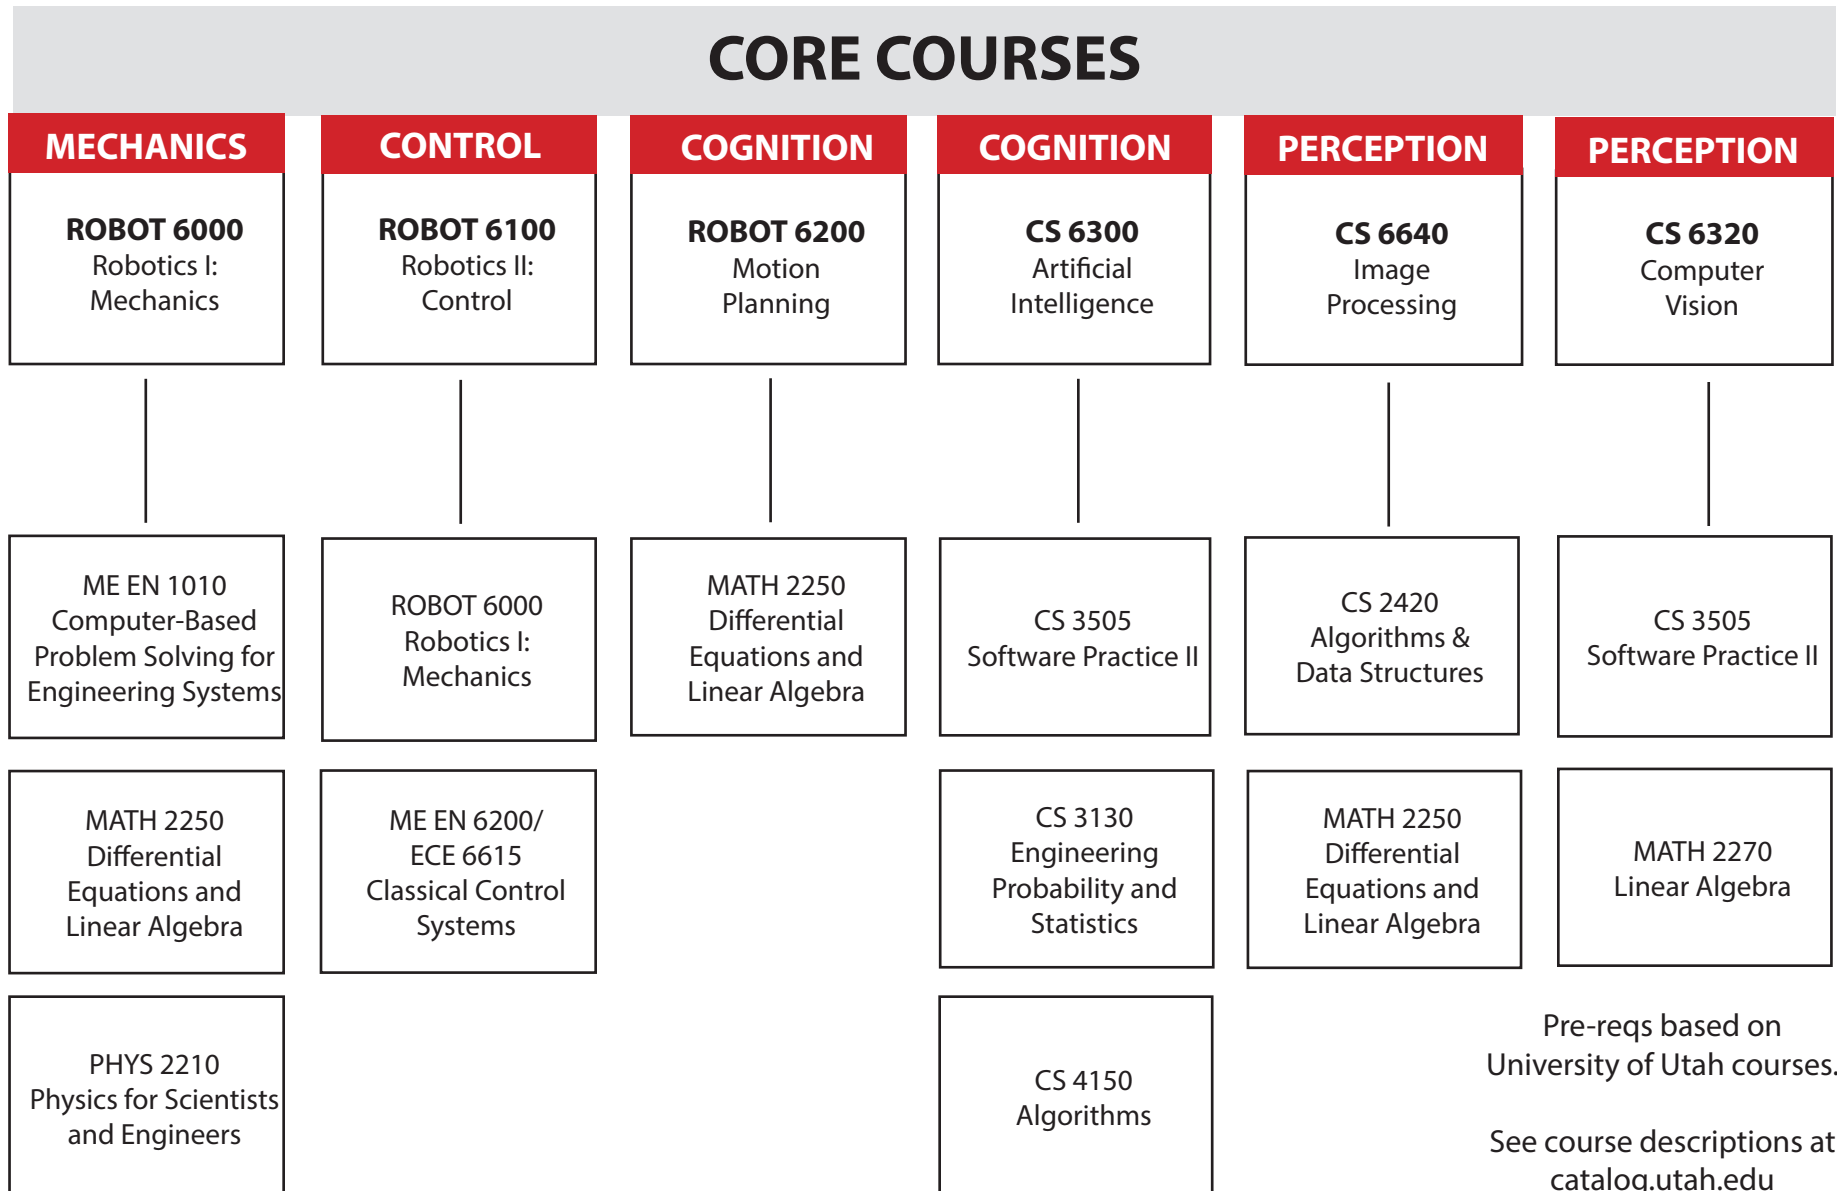 CORE COURSES
MECHANICS
ROBOT 6000
Robotics I:
Mechanics
ME EN 1010
Computer-Based
Problem Solving for
Engineering Systems
MATH 2250
Differential
Equations and
Linear Algebra
PHYS 2210
Physics for Scientists
and Engineers
CONTROL
ROBOT 6100
Robotics II:
Control
ROBOT 6000
Robotics I:
Mechanics
ME EN 6200/
ECE 6615
Classical Control
Systems
COGNITION
ROBOT 6200
Motion
Planning
MATH 2250
Differential
Equations and
Linear Algebra
COGNITION
CS 6300
Artificial
Intelligence
CS 3505
Software Practice II
CS 3130
Engineering
Probability and
Statistics
CS 4150
Algorithms
PERCEPTION
CS 6640
Image
Processing
CS 2420
Algorithms &
Data Structures
MATH 2250
Differential
Equations and
Linear Algebra
PERCEPTION
CS 6320
Computer
Vision
CS 3505
Software Practice II
MATH 2270
Linear Algebra
Pre-reqs based on
University of Utah courses.
See course descriptions at
catalog.utah.edu